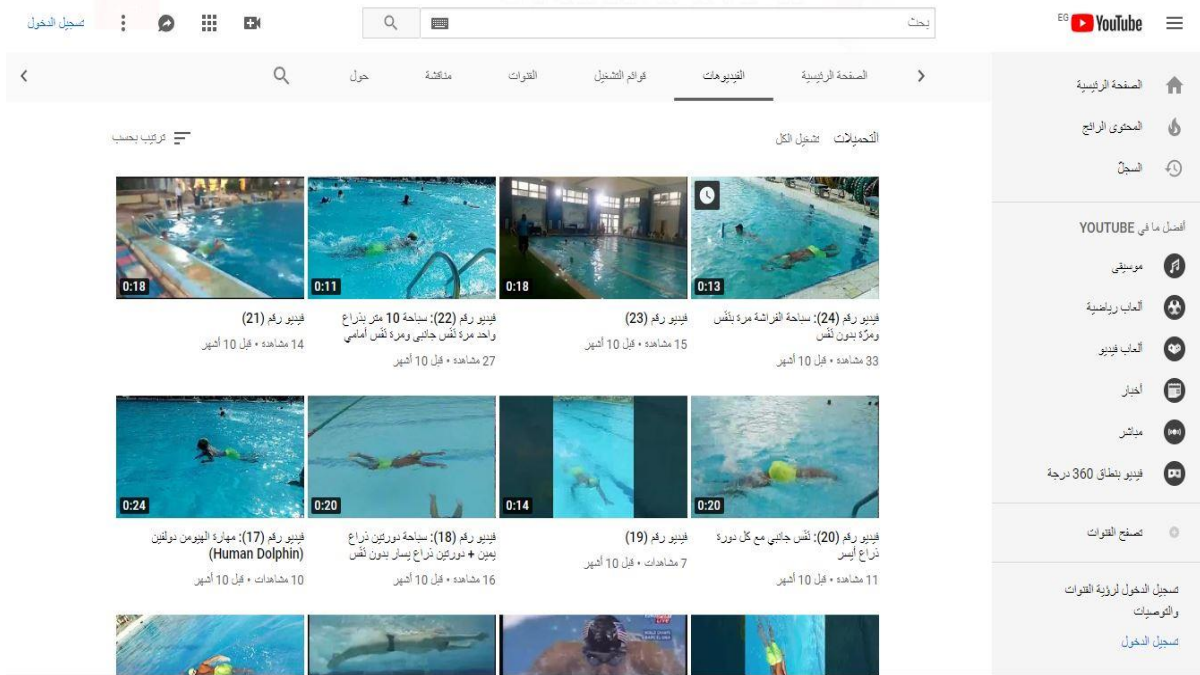 YouTube EG
بحث
تسجيل الدخول
الصفحة الرئيسية
الفيديوهات
قوائم التشغيل
القنوات
مناقشة
حول
التحميلات
تشغيل الكل
ترتيب بحسب
0:13
فيديو رقم (24): سباحة الفراشة مرة بنَفَس
ومرّة بدون نَفَس
33 مشاهدة • قبل 10 أشهر
0:18
فيديو رقم (23)
15 مشاهدة • قبل 10 أشهر
0:11
فيديو رقم (22): سباحة 10 متر بذراع
واحد مرة نَفَس جانبي ومرة نَفَس أمامي
27 مشاهدة • قبل 10 أشهر
0:18
فيديو رقم (21)
14 مشاهدة • قبل 10 أشهر
0:20
فيديو رقم (20): نَفَس جانبي مع كل دورة
ذراع أيسر
11 مشاهدة • قبل 10 أشهر
0:14
فيديو رقم (19)
7 مشاهدات • قبل 10 أشهر
0:20
فيديو رقم (18): سباحة دورتين ذراع
يمين + دورتين ذراع يسار بدون نَفَس
16 مشاهدة • قبل 10 أشهر
0:24
فيديو رقم (17): مهارة الهيومن دولفين
(Human Dolphin)
10 مشاهدات • قبل 10 أشهر
LIVE
الصفحة الرئيسية
المحتوى الرائج
السجلّ
أفضل ما في YOUTUBE
موسيقى
ألعاب رياضية
ألعاب فيديو
أخبار
مباشر
فيديو بنطاق 360 درجة
تصفح القنوات
تسجيل الدخول لرؤية القنوات
والتوصيات
تسجيل الدخول